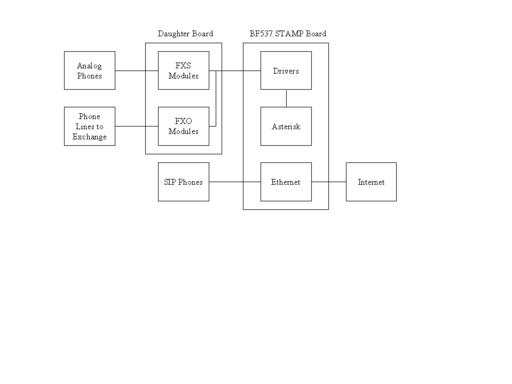 Daughter Board
BF537 STAMP Board
Analog
Phones
FXS
Modules
Drivers
Phone
Lines to
Exchange
FXO
Modules
Asterisk
SIP Phones
Ethernet
Internet